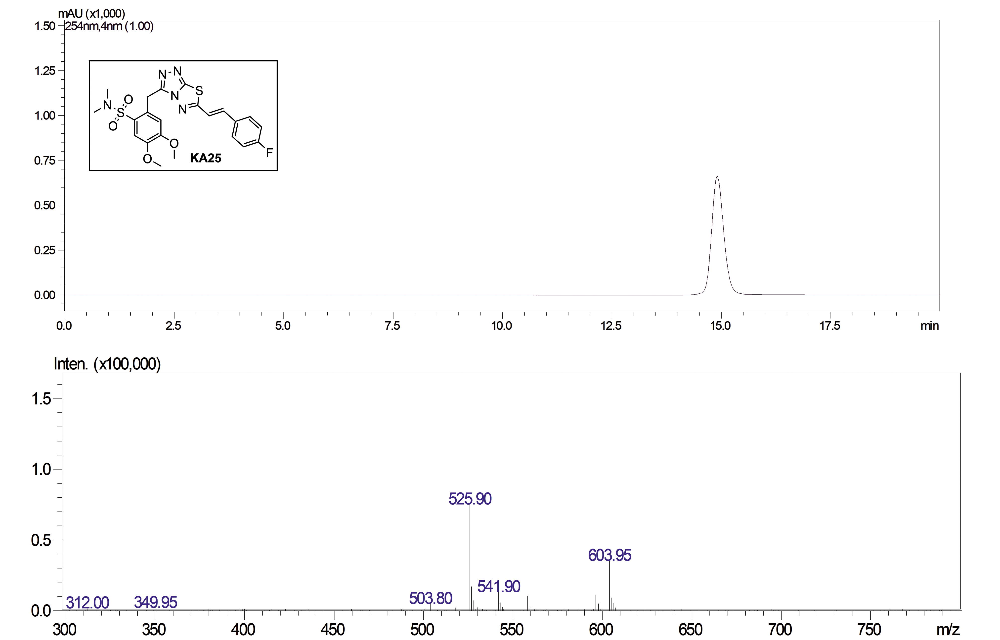 mAU (x1,000)
254nm,4nm (1.00)
1.50
1.25
1.00
0.75
0.50
0.25
0.00
N N
S
N
N
N
O
S
O
O
O
F
KA25
0.0 2.5 5.0 7.5 10.0 12.5 15.0 17.5 min
Inten. (x100,000)
1.5
1.0
0.5
0.0
525.90
603.95
541.90
503.80
312.00 349.95
300 350 400 450 500 550 600 650 700 750 m/z